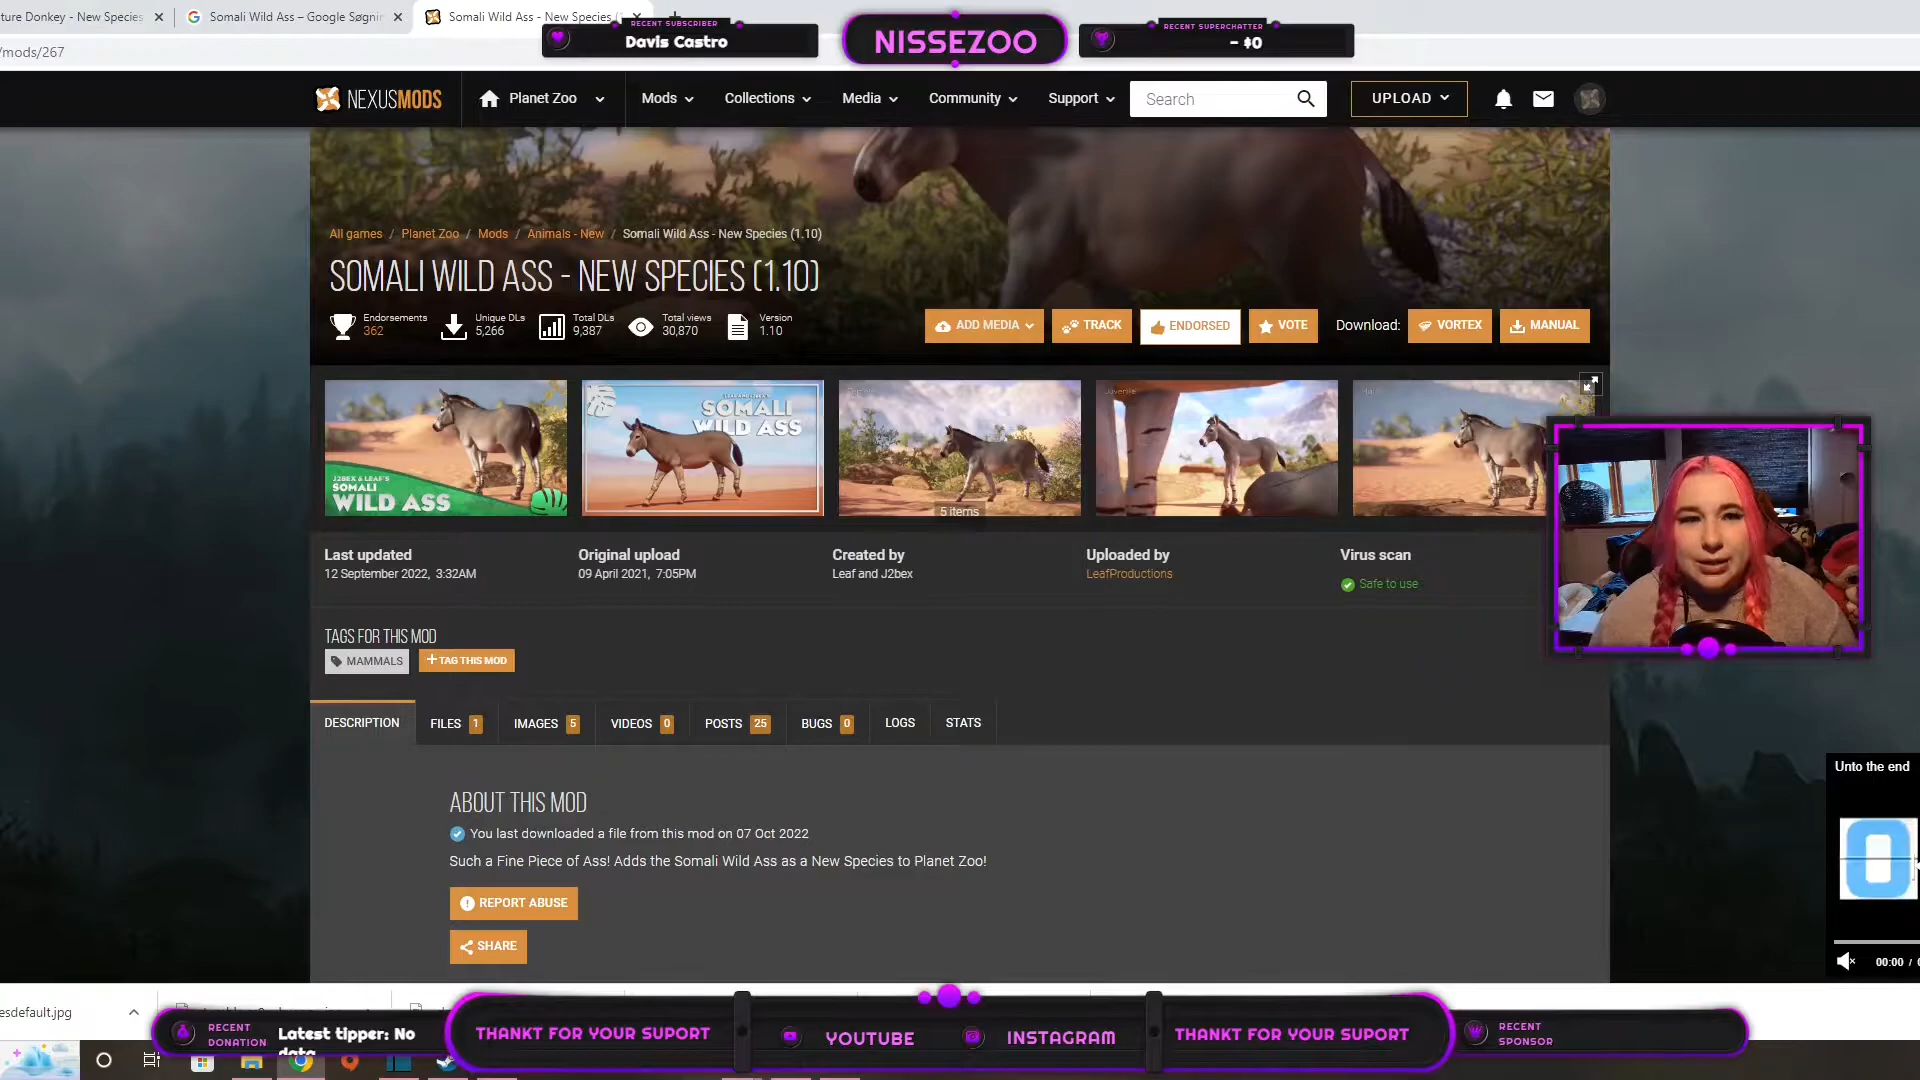 ture Donkey - New Species
Somali Wild Ass – Google Søgnin
Somali Wild Ass - New Species
/mods/267
RECENT SUBSCRIBER
Davis Castro
NISSEZOO
RECENT SUPERCHATTER
- $0
NEXUSMODS
Planet Zoo
Mods
Collections
Media
Community
Support
Search
UPLOAD
All games / Planet Zoo / Mods / Animals - New / Somali Wild Ass - New Species (1.10)
SOMALI WILD ASS - NEW SPECIES (1.10)
Endorsements
362
Unique DLs
5,266
Total DLs
9,387
Total views
30,870
Version
1.10
ADD MEDIA
TRACK
ENDORSED
VOTE
Download:
VORTEX
MANUAL
J2BEX & LEAF'S
SOMALI
WILD ASS
LEAF AND J2BEX'S
SOMALI
WILD ASS
Female
Juvenile
Male
5 items
Last updated
12 September 2022, 3:32AM
Original upload
09 April 2021, 7:05PM
Created by
Leaf and J2bex
Uploaded by
LeafProductions
Virus scan
Safe to use
TAGS FOR THIS MOD
MAMMALS
+ TAG THIS MOD
DESCRIPTION
FILES 1
IMAGES 5
VIDEOS 0
POSTS 25
BUGS 0
LOGS
STATS
ABOUT THIS MOD
You last downloaded a file from this mod on 07 Oct 2022
Such a Fine Piece of Ass! Adds the Somali Wild Ass as a New Species to Planet Zoo!
REPORT ABUSE
SHARE
Unto the end
00:00 /
esdefault.jpg
RECENT
DONATION
Latest tipper: No
data
THANKT FOR YOUR SUPORT
YOUTUBE
INSTAGRAM
THANKT FOR YOUR SUPORT
RECENT
SPONSOR